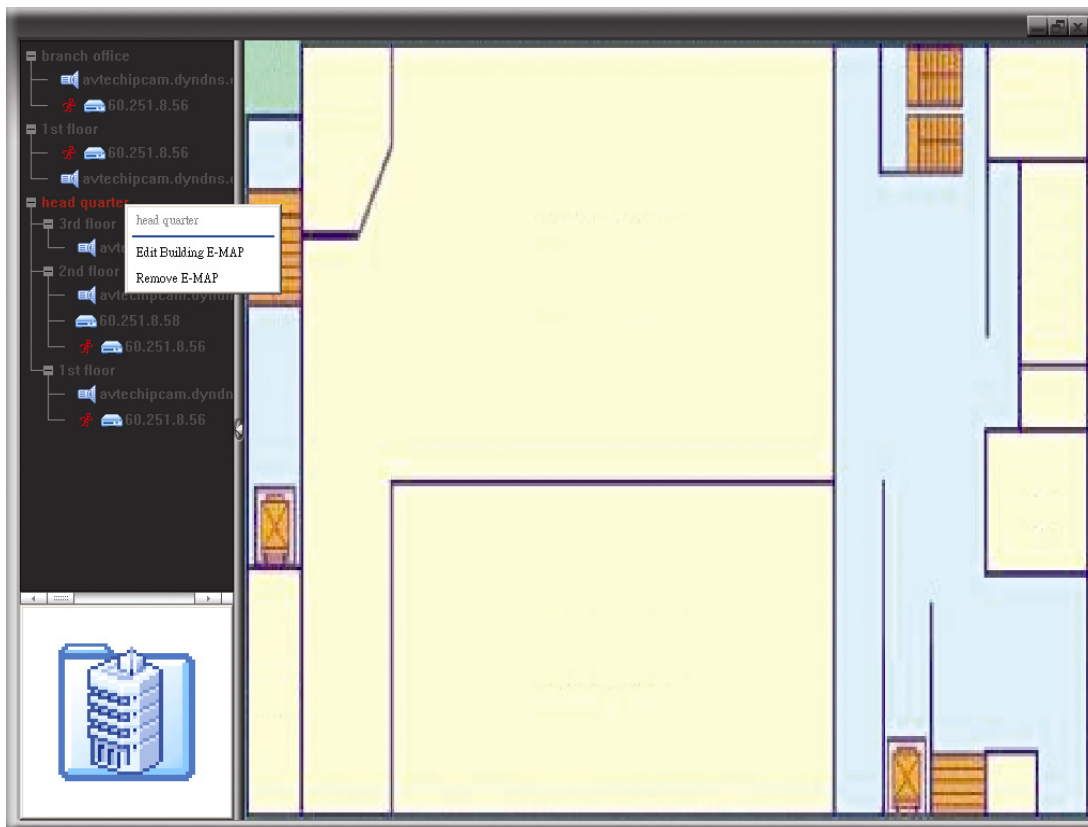 branch office
avtechipcam.dyndns.
60.251.8.56
1st floor
60.251.8.56
avtechipcam.dyndns.
head quarter
3rd floor
2nd floor
avtechipcam.dyndns.
60.251.8.58
60.251.8.56
1st floor
avtechipcam.dyndn
60.251.8.56
head quarter
Edit Building E-MAP
Remove E-MAP